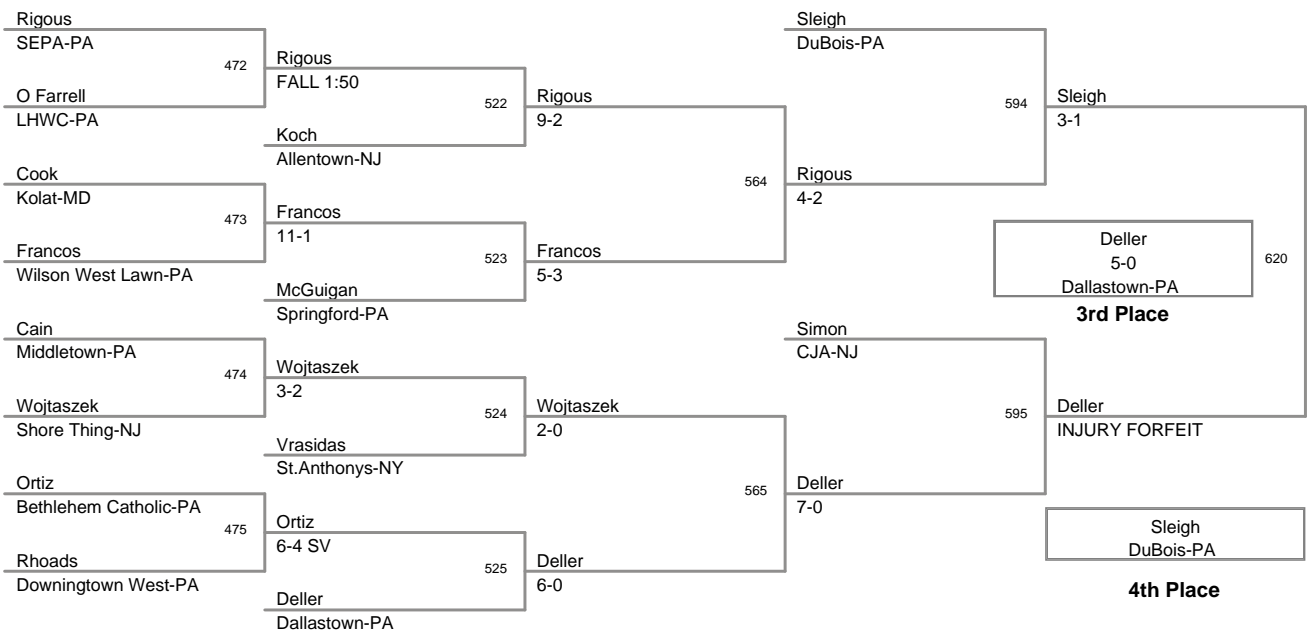 Rigous
SEPA-PA
472
O Farrell
LHWC-PA
Cook
Kolat-MD
473
Francos
Wilson West Lawn-PA
Cain
Middletown-PA
474
Wojtaszek
Shore Thing-NJ
Ortiz
Bethlehem Catholic-PA
475
Rhoads
Downingtown West-PA
Rigous
FALL 1:50
522
Koch
Allentown-NJ
Francos
11-1
523
McGuigan
Springford-PA
Wojtaszek
3-2
524
Vrasidas
St.Anthonys-NY
Ortiz
6-4 SV
525
Deller
Dallastown-PA
Rigous
9-2
564
Francos
5-3
Wojtaszek
2-0
565
Deller
6-0
Sleigh
DuBois-PA
594
Rigous
4-2
Simon
CJA-NJ
595
Deller
7-0
Sleigh
3-1
620
Deller
INJURY FORFEIT
Deller
5-0
Dallastown-PA
3rd Place
Sleigh
DuBois-PA
4th Place